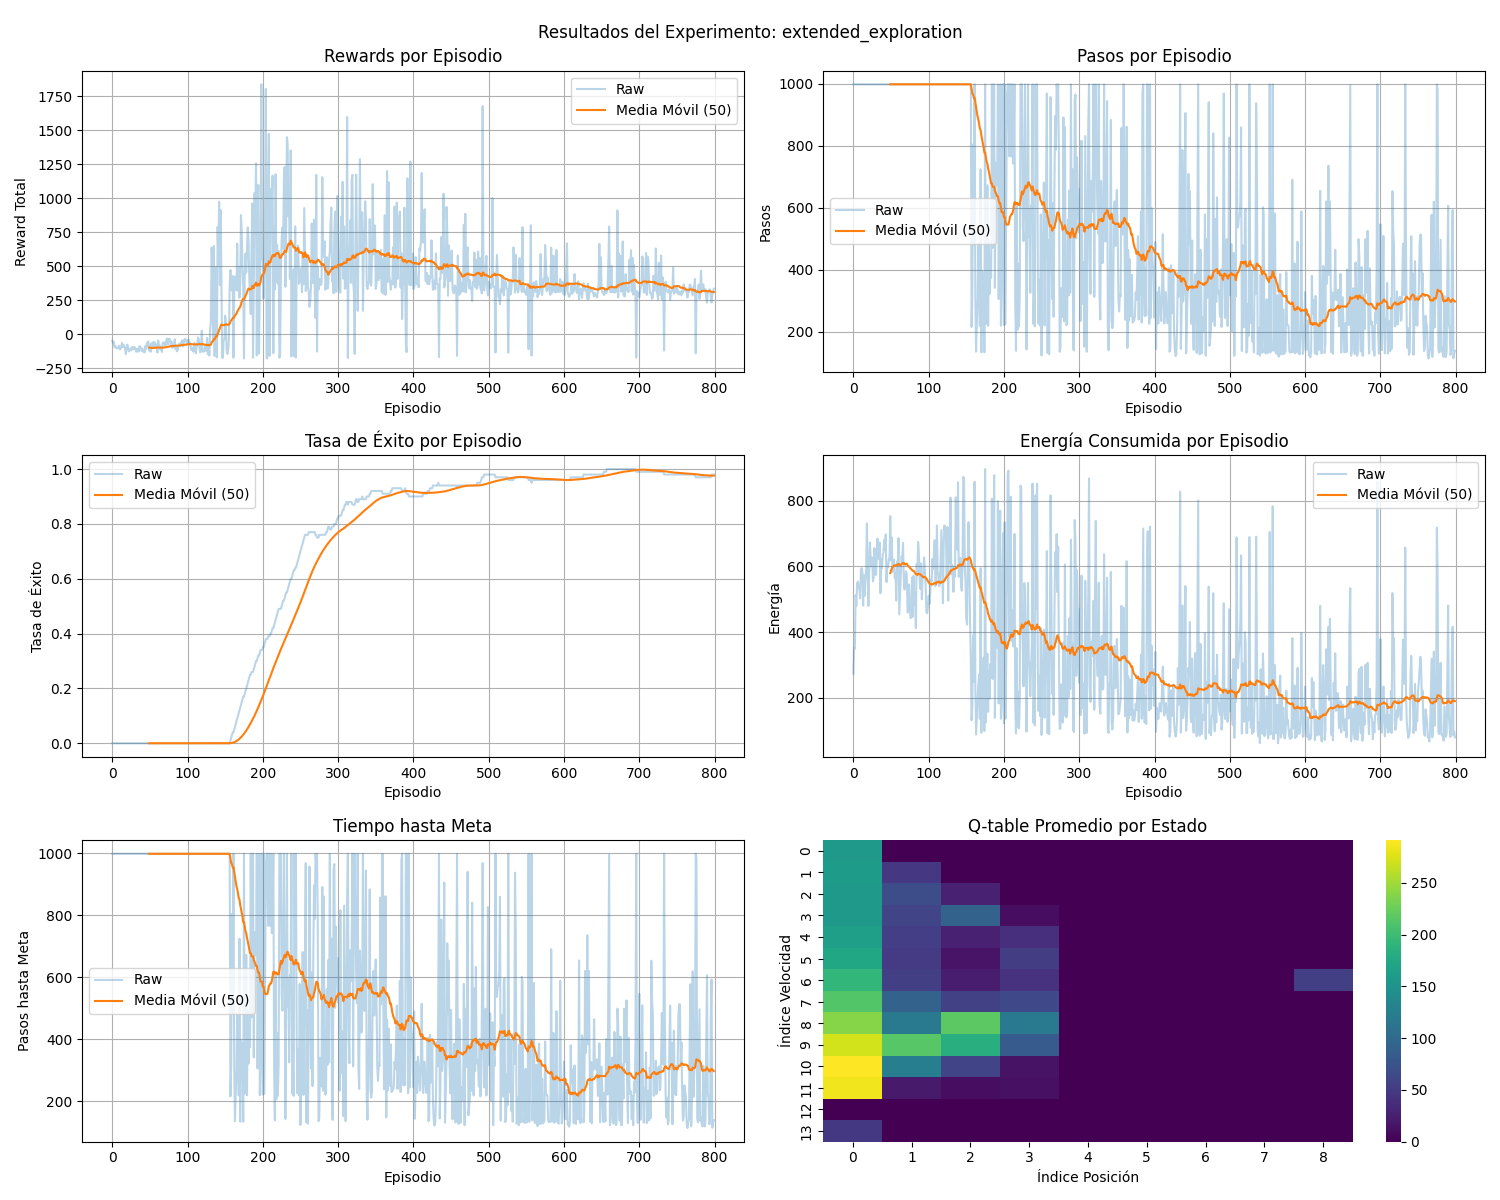 Resultados del Experimento: extended_exploration
Rewards por Episodio
Reward Total
1750
1500
1250
1000
750
500
250
0
−250
Raw
Media Móvil (50)
0 100 200 300 400 500 600 700 800
Episodio
Pasos por Episodio
Pasos
1000
800
600
400
200
Raw
Media Móvil (50)
0 100 200 300 400 500 600 700 800
Episodio
Tasa de Éxito por Episodio
Tasa de Éxito
1.0
0.8
0.6
0.4
0.2
0.0
Raw
Media Móvil (50)
0 100 200 300 400 500 600 700 800
Episodio
Energía Consumida por Episodio
Energía
800
600
400
200
Raw
Media Móvil (50)
0 100 200 300 400 500 600 700 800
Episodio
Tiempo hasta Meta
Pasos hasta Meta
1000
800
600
400
200
Raw
Media Móvil (50)
0 100 200 300 400 500 600 700 800
Episodio
Q-table Promedio por Estado
Índice Velocidad
0
1
2
3
4
5
6
7
8
9
10
11
12
13
0 1 2 3 4 5 6 7 8
Índice Posición
250
200
150
100
50
0